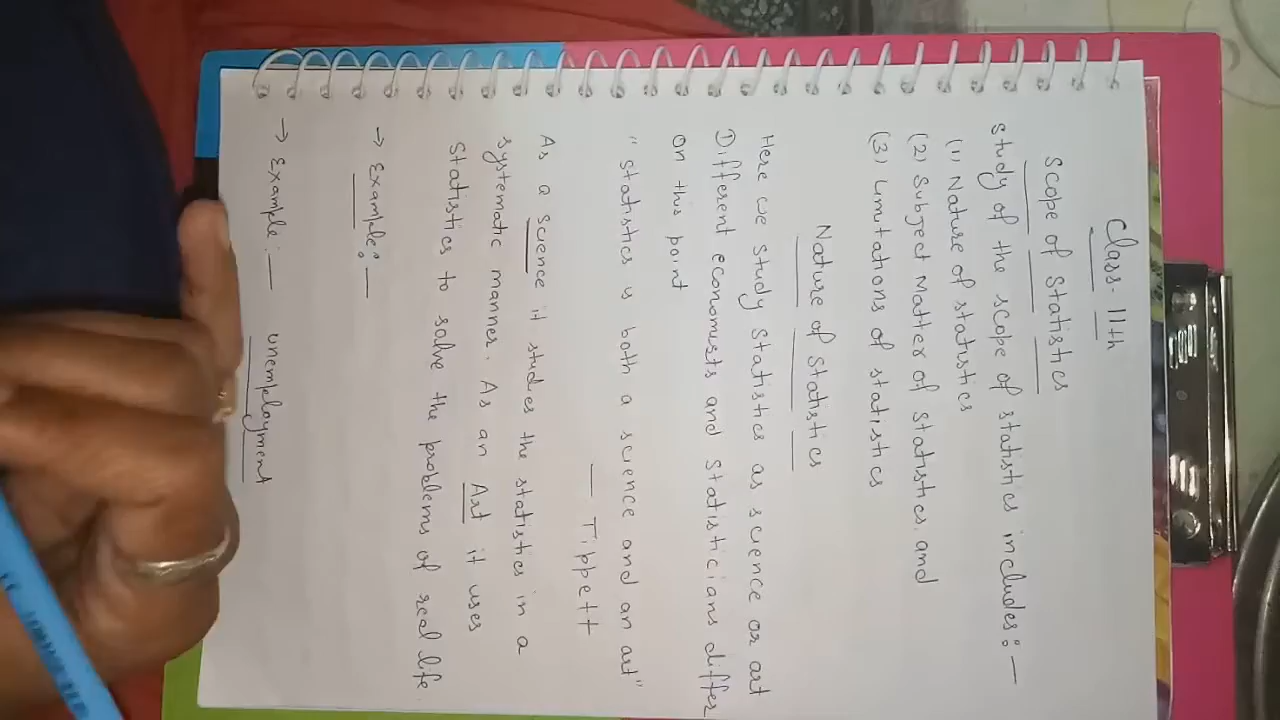 Class- 11th
Scope of Statistics
Study of the scope of statistics includes:—
(1) Nature of statistics
(2) Subject Matter of Statistics, and
(3) Limitations of statistics
Nature of Statistics
Here we study Statistics as science or art
Different economists and Statisticians differ
on this point
"Statistics is both a science and an art"
— Tippett
As a science it studies the statistics in a
systematic manner. As an Art it uses
Statistics to solve the problems of real life.
→ Example:—
→ Example:— unemployment